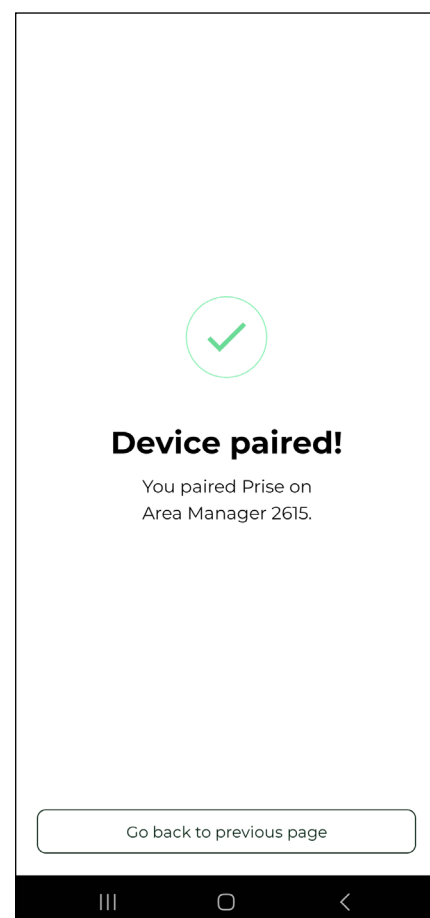 Device paired!
You paired Prise on
Area Manager 2615.
Go back to previous page